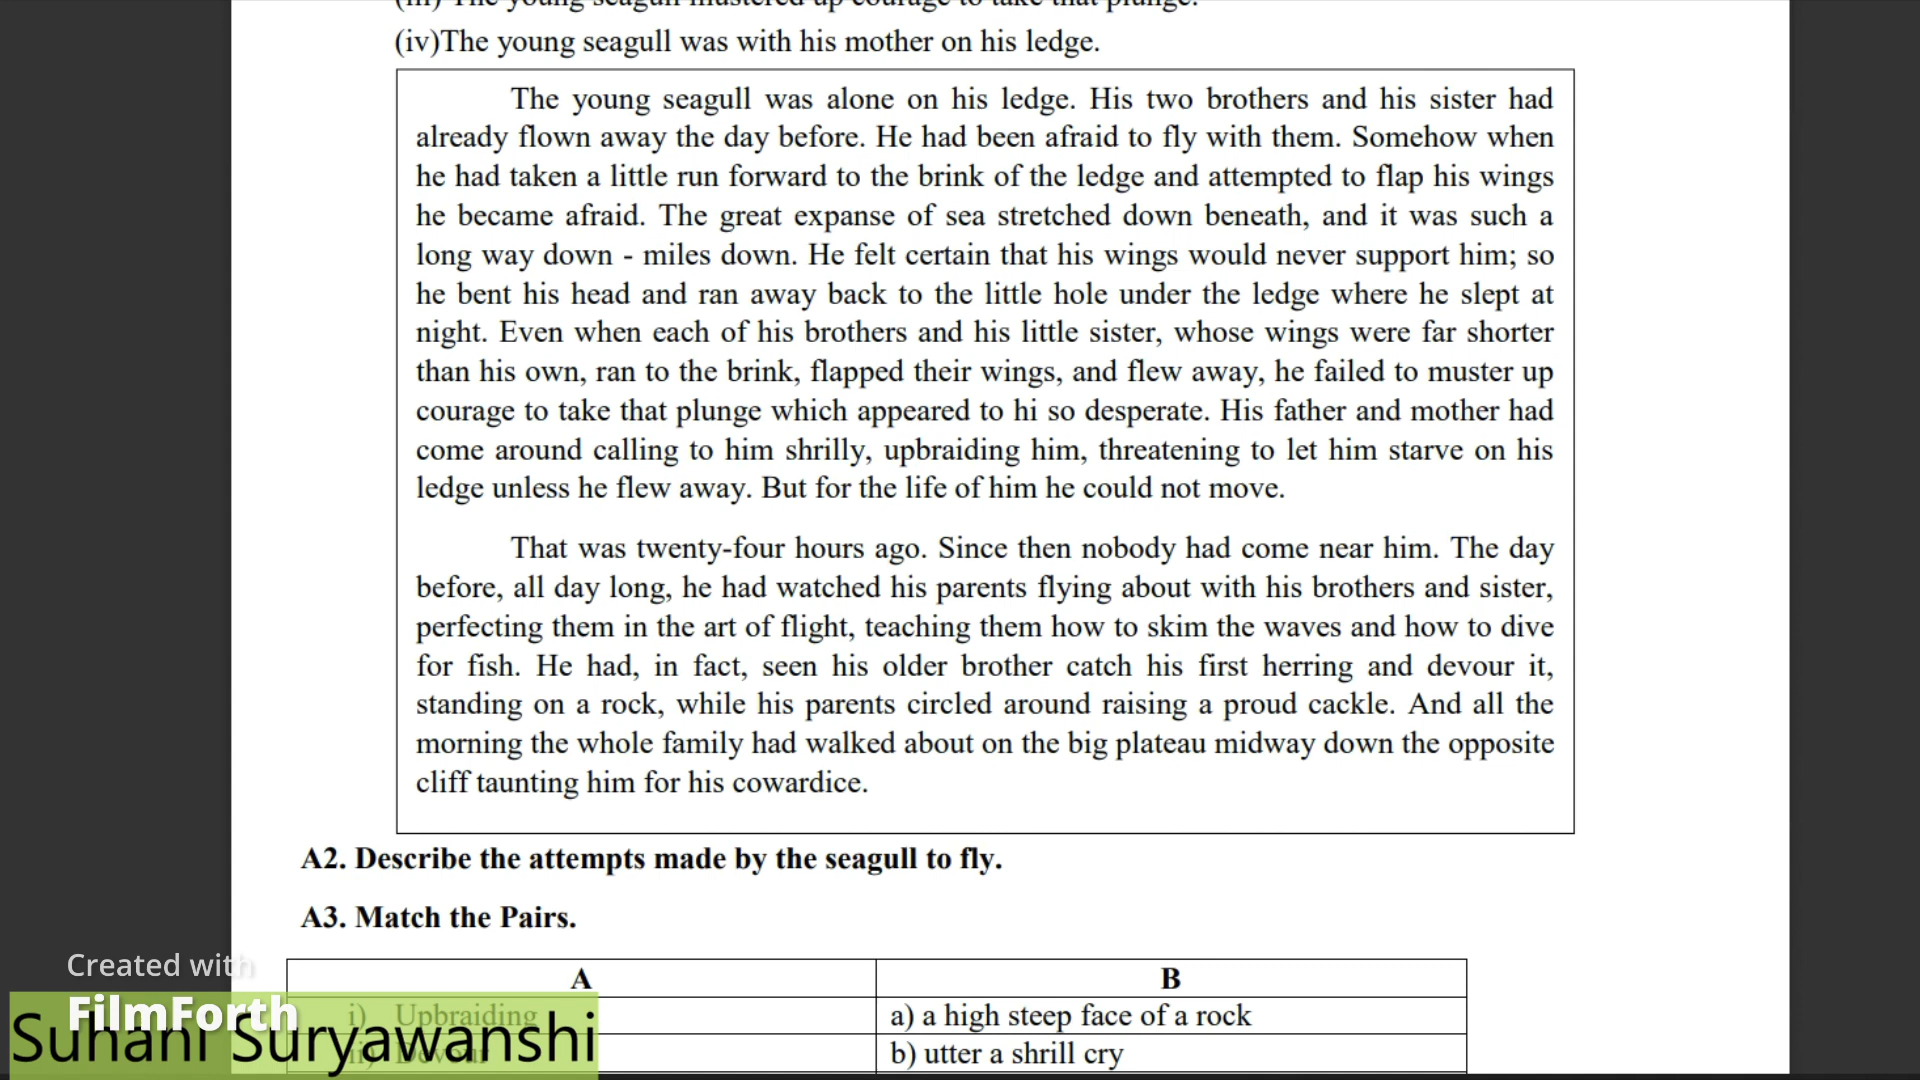 (iii) The young seagull mustered up courage to take that plunge.
(iv)The young seagull was with his mother on his ledge.
The young seagull was alone on his ledge. His two brothers and his sister had
already flown away the day before. He had been afraid to fly with them. Somehow when
he had taken a little run forward to the brink of the ledge and attempted to flap his wings
he became afraid. The great expanse of sea stretched down beneath, and it was such a
long way down - miles down. He felt certain that his wings would never support him; so
he bent his head and ran away back to the little hole under the ledge where he slept at
night. Even when each of his brothers and his little sister, whose wings were far shorter
than his own, ran to the brink, flapped their wings, and flew away, he failed to muster up
courage to take that plunge which appeared to hi so desperate. His father and mother had
come around calling to him shrilly, upbraiding him, threatening to let him starve on his
ledge unless he flew away. But for the life of him he could not move.
That was twenty-four hours ago. Since then nobody had come near him. The day
before, all day long, he had watched his parents flying about with his brothers and sister,
perfecting them in the art of flight, teaching them how to skim the waves and how to dive
for fish. He had, in fact, seen his older brother catch his first herring and devour it,
standing on a rock, while his parents circled around raising a proud cackle. And all the
morning the whole family had walked about on the big plateau midway down the opposite
cliff taunting him for his cowardice.
A2. Describe the attempts made by the seagull to fly.
A3. Match the Pairs.
A B
i) Upbraiding a) a high steep face of a rock
ii) Devour b) utter a shrill cry
Created with
FilmForth
Suhani Suryawanshi